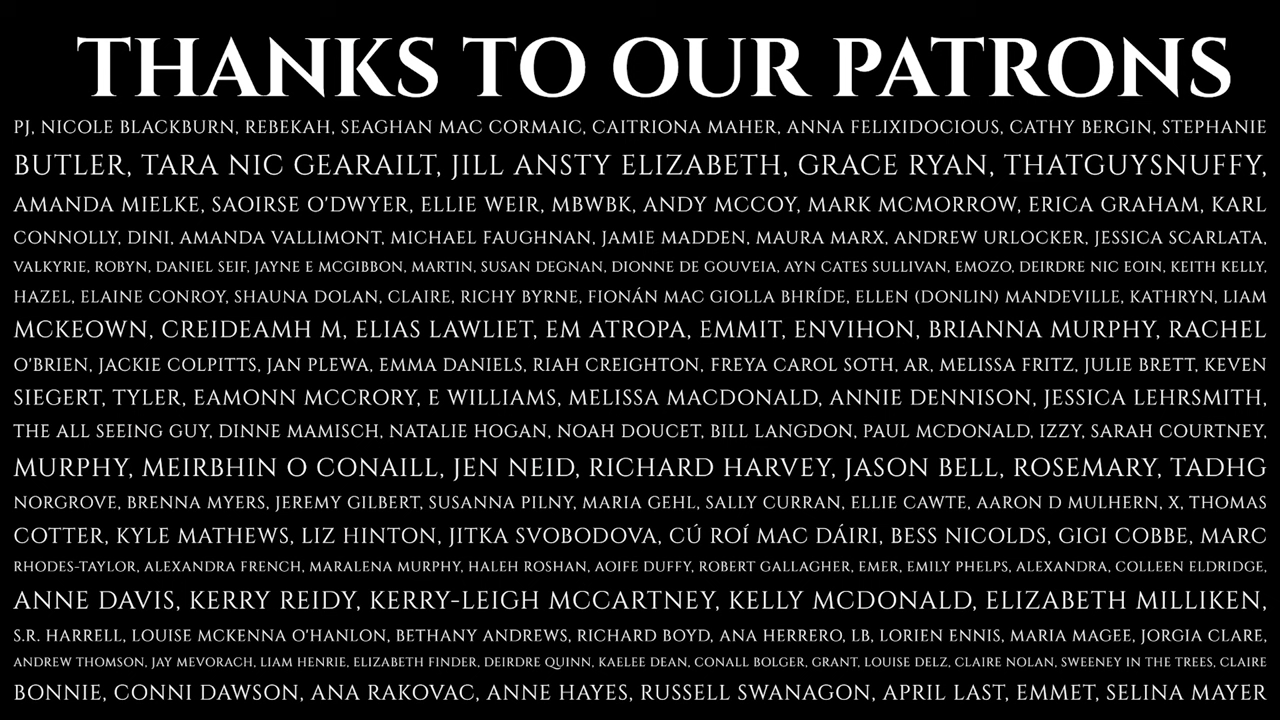 THANKS TO OUR PATRONS
PJ, NICOLE BLACKBURN, REBEKAH, SEAGHAN MAC CORMAIC, CAITRIONA MAHER, ANNA FELIXIDOCIOUS, CATHY BERGIN, STEPHANIE
BUTLER, TARA NIC GEARAILT, JILL ANSTY ELIZABETH, GRACE RYAN, THATGUYSNUFFY,
AMANDA MIELKE, SAOIRSE O'DWYER, ELLIE WEIR, MBWBK, ANDY MCCOY, MARK MCMORROW, ERICA GRAHAM, KARL
CONNOLLY, DINI, AMANDA VALLIMONT, MICHAEL FAUGHNAN, JAMIE MADDEN, MAURA MARX, ANDREW URLOCKER, JESSICA SCARLATA,
VALKYRIE, ROBYN, DANIEL SEIF, JAYNE E MCGIBBON, MARTIN, SUSAN DEGNAN, DIONNE DE GOUVEIA, AYN CATES SULLIVAN, EMOZO, DEIRDRE NIC EOIN, KEITH KELLY,
HAZEL, ELAINE CONROY, SHAUNA DOLAN, CLAIRE, RICHY BYRNE, FIONÁN MAC GIOLLA BHRÍDE, ELLEN (DONLIN) MANDEVILLE, KATHRYN, LIAM
MCKEOWN, CREIDEAMH M, ELIAS LAWLIET, EM ATROPA, EMMIT, ENVIHON, BRIANNA MURPHY, RACHEL
O'BRIEN, JACKIE COLPITTS, JAN PLEWA, EMMA DANIELS, RIAH CREIGHTON, FREYA CAROL SOTH, AR, MELISSA FRITZ, JULIE BRETT, KEVEN
SIEGERT, TYLER, EAMONN MCCRORY, E WILLIAMS, MELISSA MACDONALD, ANNIE DENNISON, JESSICA LEHRSMITH,
THE ALL SEEING GUY, DINNE MAMISCH, NATALIE HOGAN, NOAH DOUCET, BILL LANGDON, PAUL MCDONALD, IZZY, SARAH COURTNEY,
MURPHY, MEIRBHIN O CONAILL, JEN NEID, RICHARD HARVEY, JASON BELL, ROSEMARY, TADHG
NORGROVE, BRENNA MYERS, JEREMY GILBERT, SUSANNA PILNY, MARIA GEHL, SALLY CURRAN, ELLIE CAWTE, AARON D MULHERN, X, THOMAS
COTTER, KYLE MATHEWS, LIZ HINTON, JITKA SVOBODOVA, CÚ ROÍ MAC DÁIRI, BESS NICOLDS, GIGI COBBE, MARC
RHODES-TAYLOR, ALEXANDRA FRENCH, MARALENA MURPHY, HALEH ROSHAN, AOIFE DUFFY, ROBERT GALLAGHER, EMER, EMILY PHELPS, ALEXANDRA, COLLEEN ELDRIDGE,
ANNE DAVIS, KERRY REIDY, KERRY-LEIGH MCCARTNEY, KELLY MCDONALD, ELIZABETH MILLIKEN,
S.R. HARRELL, LOUISE MCKENNA O'HANLON, BETHANY ANDREWS, RICHARD BOYD, ANA HERRERO, LB, LORIEN ENNIS, MARIA MAGEE, JORGIA CLARE,
ANDREW THOMSON, JAY MEVORACH, LIAM HENRIE, ELIZABETH FINDER, DEIRDRE QUINN, KAELEE DEAN, CONALL BOLGER, GRANT, LOUISE DELZ, CLAIRE NOLAN, SWEENEY IN THE TREES, CLAIRE
BONNIE, CONNI DAWSON, ANA RAKOVAC, ANNE HAYES, RUSSELL SWANAGON, APRIL LAST, EMMET, SELINA MAYER